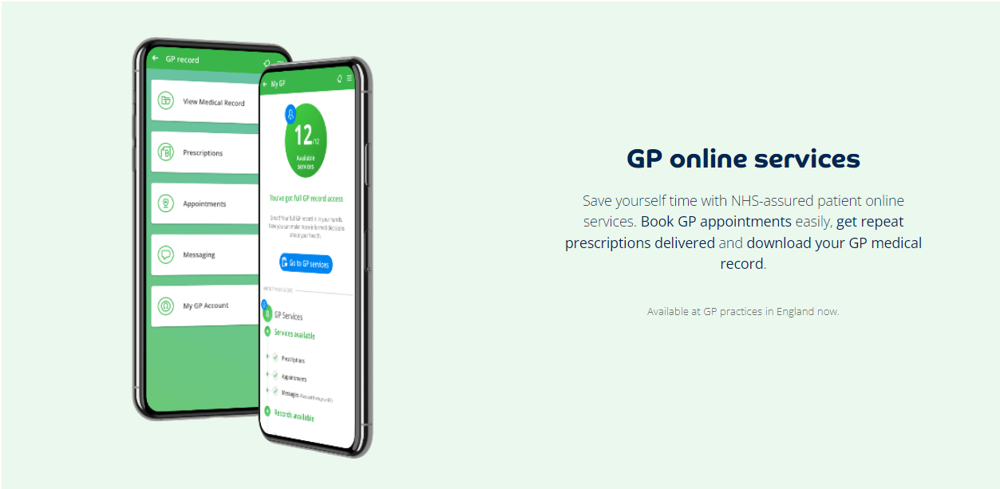 GP record
View Medical Record
Prescriptions
Appointments
Messaging
My GP Account
My GP
12/12
Available
services
You've got full GP record access
Great! Your full GP record is in your hands.
Now you can make more informed decisions
about your health.
Go to GP services
ABOUT YOUR SCORE
GP Services
Services available
Prescriptions
Appointments
Messages
Records available
GP online services
Save yourself time with NHS-assured patient online
services. Book GP appointments easily, get repeat
prescriptions delivered and download your GP medical
record.
Available at GP practices in England now.